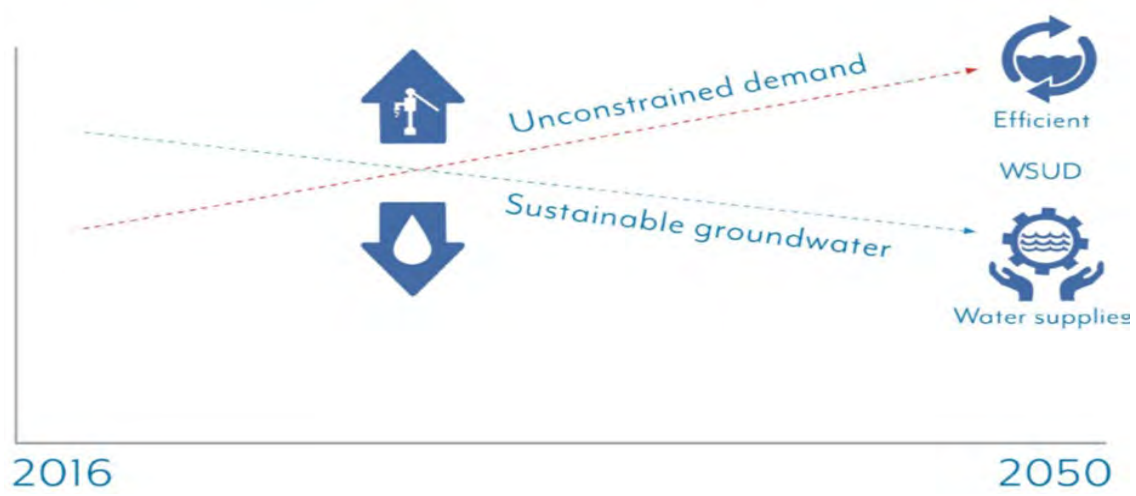 Unconstrained demand
Efficient
WSUD
Sustainable groundwater
Water supplies
2016
2050